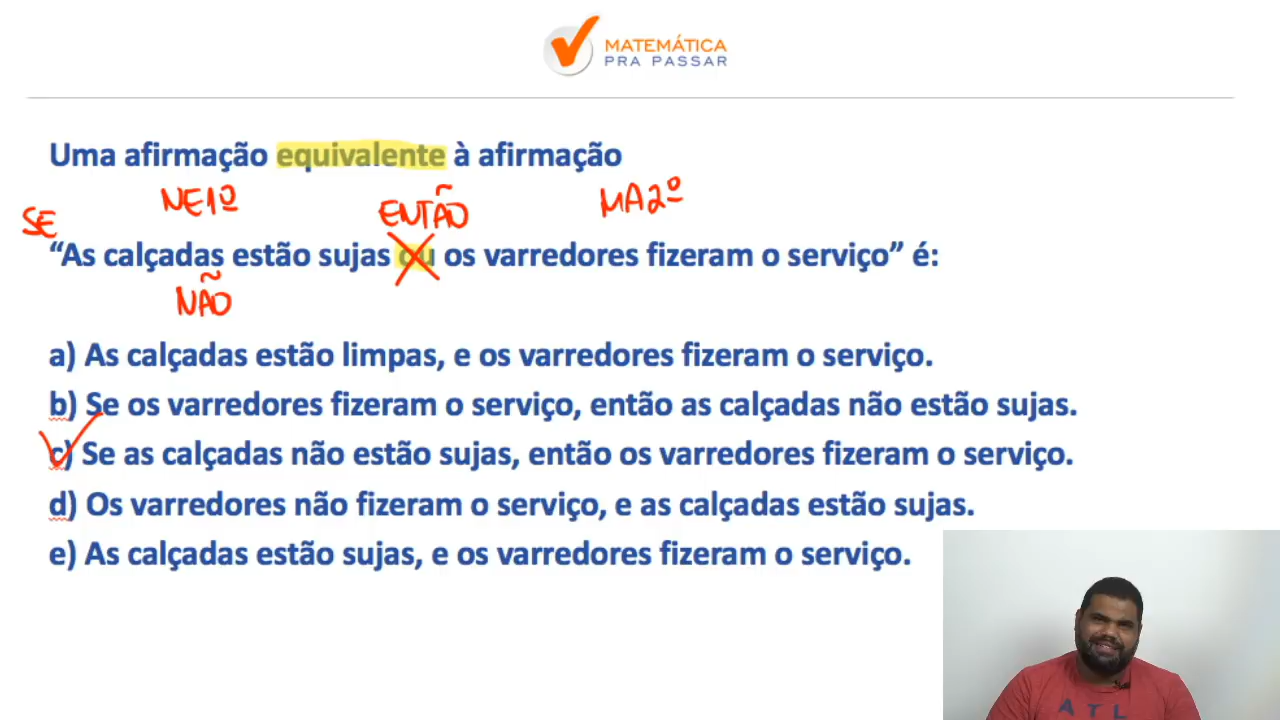 MATEMÁTICA
PRA PASSAR
Uma afirmação equivalente à afirmação
SE NE1º ENTÃO MA2º
“As calçadas estão sujas ou os varredores fizeram o serviço” é:
NÃO
a) As calçadas estão limpas, e os varredores fizeram o serviço.
b) Se os varredores fizeram o serviço, então as calçadas não estão sujas.
c) Se as calçadas não estão sujas, então os varredores fizeram o serviço.
d) Os varredores não fizeram o serviço, e as calçadas estão sujas.
e) As calçadas estão sujas, e os varredores fizeram o serviço.
ATL